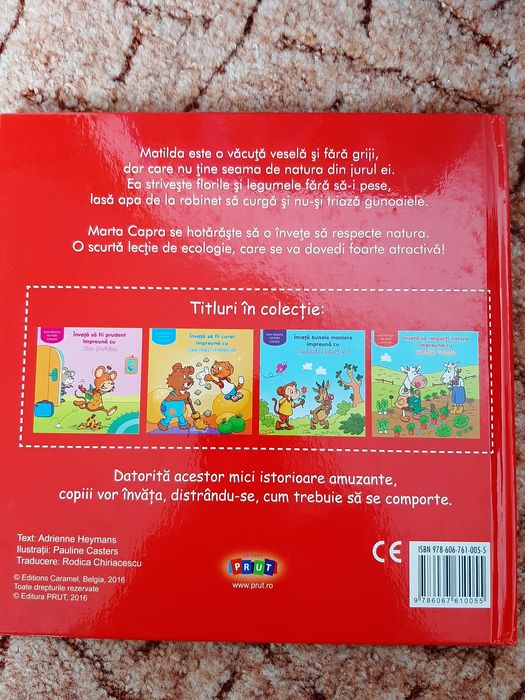 Matilda este o văcuță veselă și fără griji,
dar care nu ține seama de natura din jurul ei.
Ea strivește florile și legumele fără să-i pese,
lasă apa de la robinet să curgă și nu-și triază gunoaiele.
Marta Capra se hotărăște să o învețe să respecte natura.
O scurtă lecție de ecologie, care se va dovedi foarte atractivă!
Titluri în colecție:
Învață să fii prudent
împreună cu
Învață să fii curat
împreună cu
Învață bunele maniere
împreună cu
Învață să respecți natura
împreună cu
Datorită acestor mici istorioare amuzante,
copiii vor învăța, distrându-se, cum trebuie să se comporte.
Text: Adrienne Heymans
Ilustrații: Pauline Casters
Traducere: Rodica Chiriacescu
© Editions Caramel, Belgia, 2016
Toate drepturile rezervate
© Editura PRUT, 2016
EDITURA
PRUT
www.prut.ro
CE
ISBN 978-606-761-005-5
9 786067 610055